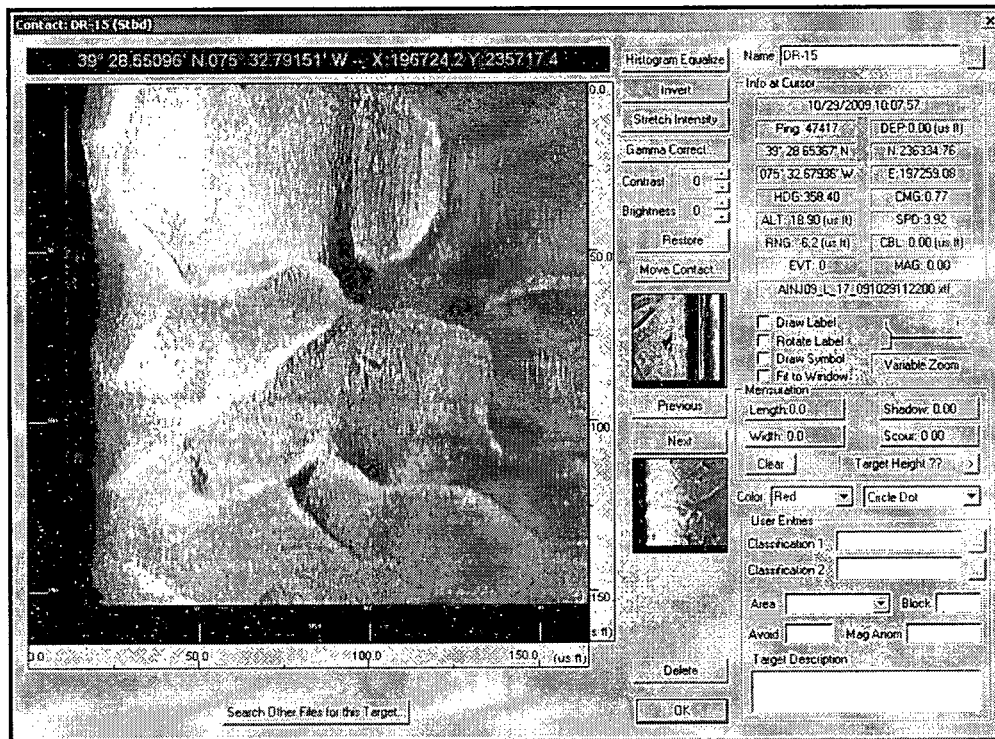 Contact: DR-15 (Stbd)
39° 28.65096' N 075° 32.79151' W -- X:196724.2 Y:235717.4
0.0
50.0
100.
150.
s ft)
0.0
50.0
100.0
150.0
(us ft)
Search Other Files for this Target...
Histogram Equalize
Invert
Stretch Intensity
Gamma Correct...
Contrast 0
Brightness 0
Restore
Move Contact
Previous
Next
Delete
OK
Name DR-15
Info at Cursor
10/29/2009 10:07:57
Ping: 47417 DEP:0.00 (us ft)
39° 28.65367' N N:236334.76
075° 32.67936' W E:197259.08
HDG:358.40 CMG:0.77
ALT:18.90 (us ft) SPD:3.92
RNG: -6.2 (us ft) CBL: 0.00 (us ft)
EVT: 0 MAG: 0.00
AINJ09_L_17_091029112200.xtf
Draw Label
Rotate Label
Draw Symbol
Fit to Window
Variable Zoom
Mensuration
Length:0.0 Shadow: 0.00
Width: 0.0 Scour: 0.00
Clear Target Height ?? >
Color Red Circle Dot
User Entries
Classification 1
Classification 2
Area Block
Avoid Mag Anom
Target Description